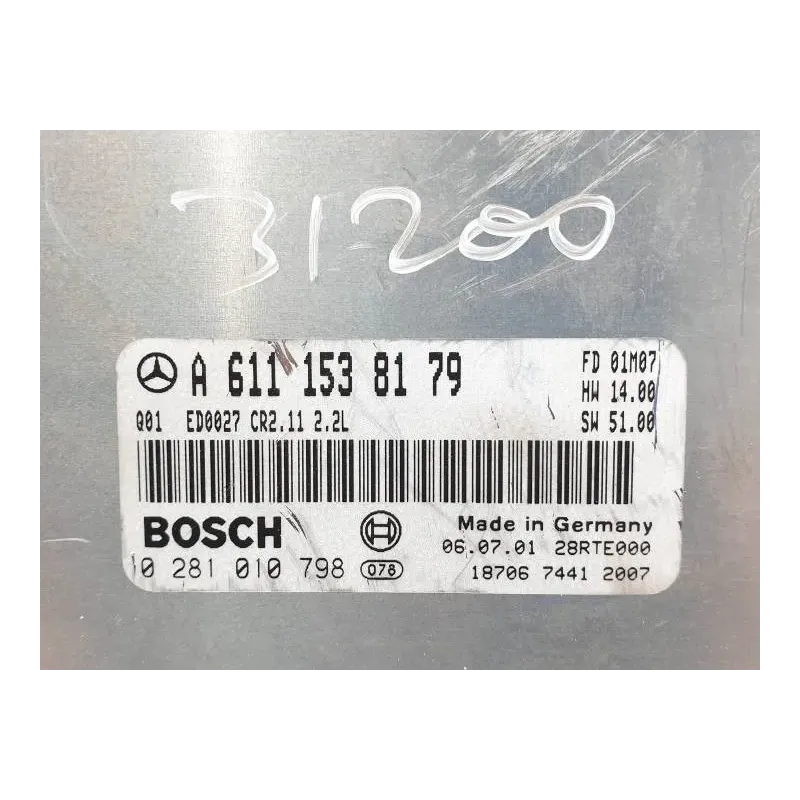 31200
A 611 153 81 79
FD 01M07
HW 14.00
Q01 ED0027 CR2.11 2.2L
SW 51.00
BOSCH
Made in Germany
06.07.01 28RTE000
0 281 010 798 078
18706 7441 2007